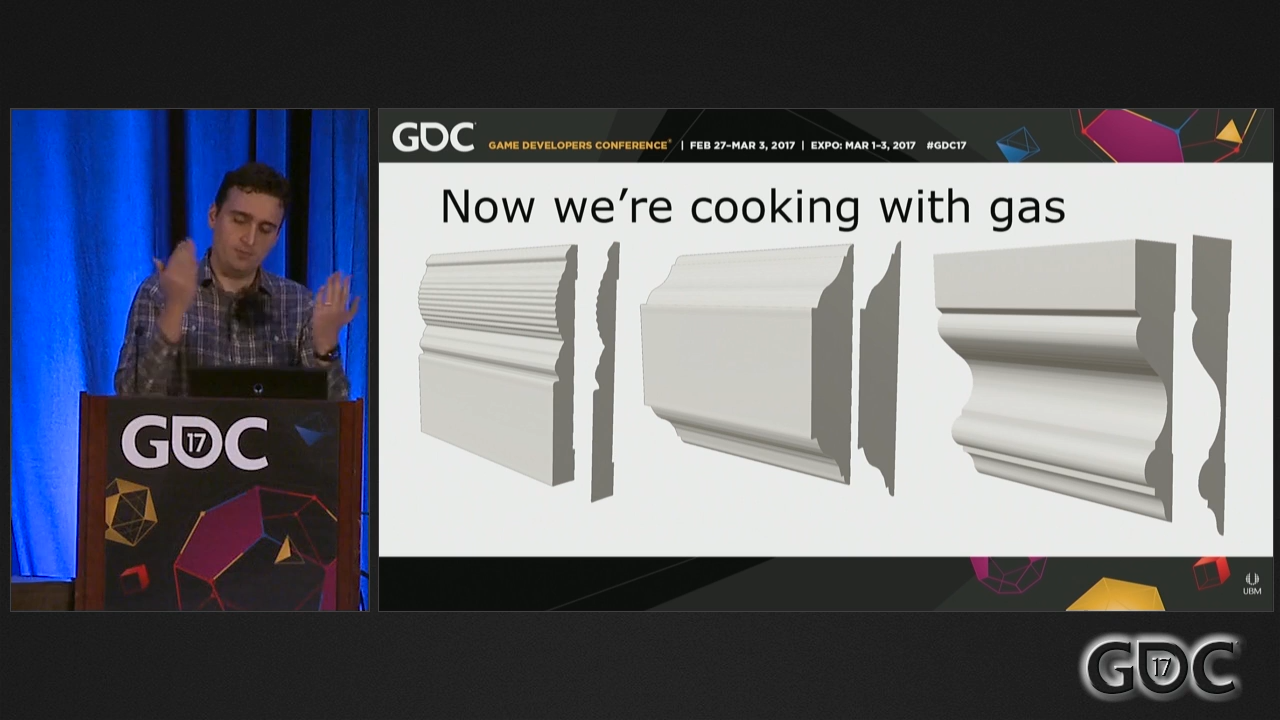 GDC
GAME DEVELOPERS CONFERENCE® | FEB 27–MAR 3, 2017 | EXPO: MAR 1–3, 2017 #GDC17
Now we’re cooking with gas
GDC
17
UBM
GDC
17